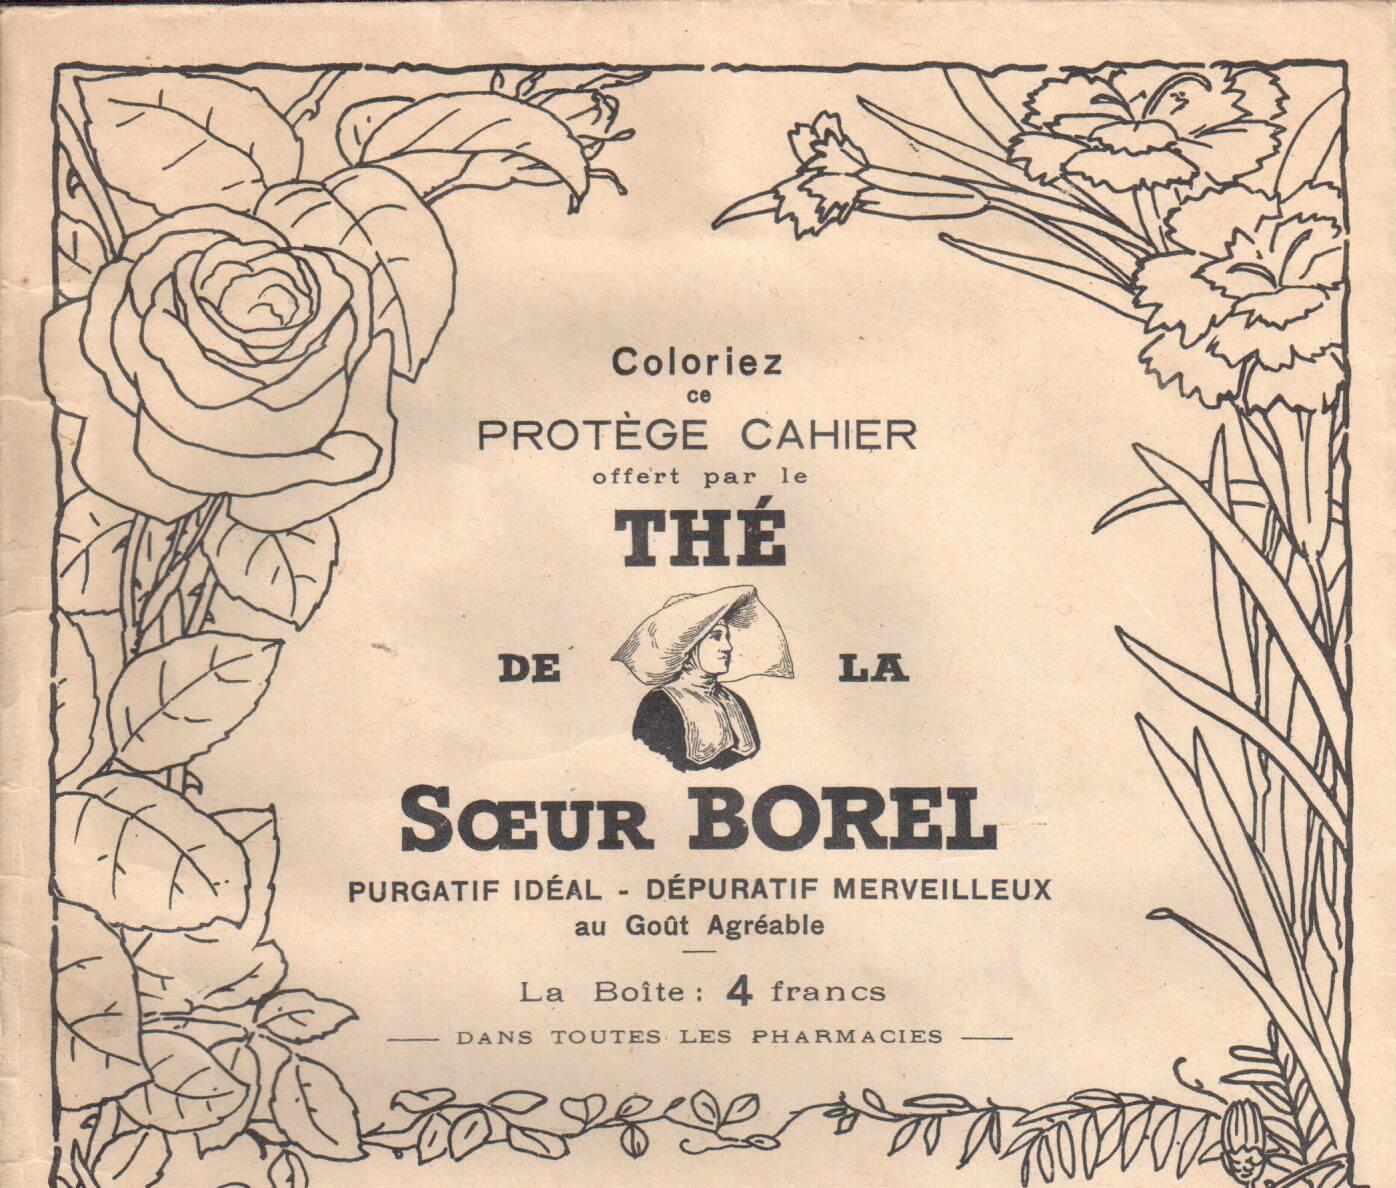 Coloriez
ce
PROTÈGE CAHIER
offert par le
THÉ
DE LA
SŒUR BOREL
PURGATIF IDÉAL - DÉPURATIF MERVEILLEUX
au Goût Agréable
La Boîte : 4 francs
— DANS TOUTES LES PHARMACIES —